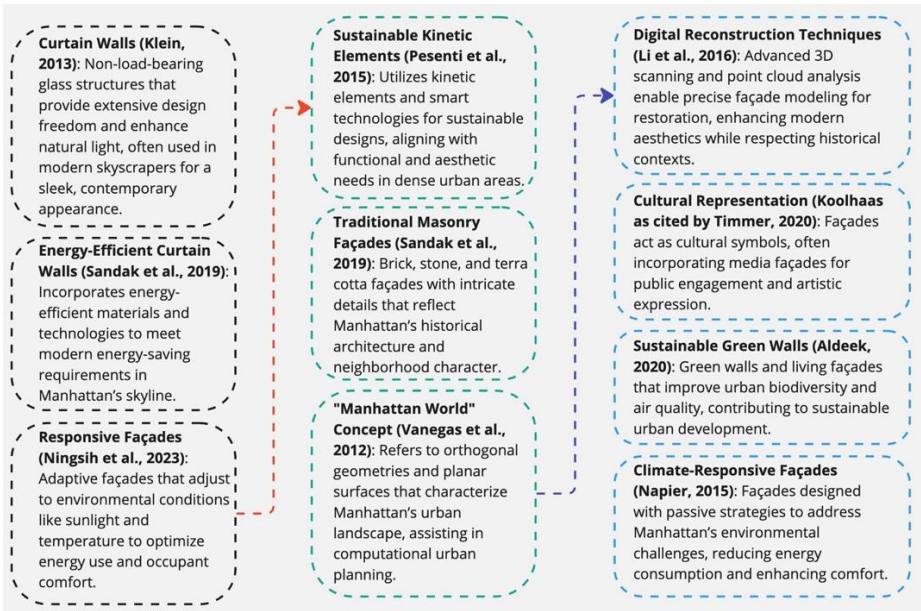 Curtain Walls (Klein,
2013): Non-load-bearing
glass structures that
provide extensive design
freedom and enhance
natural light, often used in
modern skyscrapers for a
sleek, contemporary
appearance.
Energy-Efficient Curtain
Walls (Sandak et al., 2019):
Incorporates energy-
efficient materials and
technologies to meet
modern energy-saving
requirements in
Manhattan's skyline.
Responsive Façades
(Ningsih et al., 2023):
Adaptive façades that adjust
to environmental conditions
like sunlight and
temperature to optimize
energy use and occupant
comfort.
Sustainable Kinetic
Elements (Pesenti et al.,
2015): Utilizes kinetic
elements and smart
technologies for sustainable
designs, aligning with
functional and aesthetic
needs in dense urban areas.
Traditional Masonry
Façades (Sandak et al.,
2019): Brick, stone, and terra
cotta façades with intricate
details that reflect
Manhattan's historical
architecture and
neighborhood character.
"Manhattan World"
Concept (Vanegas et al.,
2012): Refers to orthogonal
geometries and planar
surfaces that characterize
Manhattan's urban
landscape, assisting in
computational urban
planning.
Digital Reconstruction Techniques
(Li et al., 2016): Advanced 3D
scanning and point cloud analysis
enable precise façade modeling for
restoration, enhancing modern
aesthetics while respecting historical
contexts.
Cultural Representation (Koolhaas
as cited by Timmer, 2020): Façades
act as cultural symbols, often
incorporating media façades for
public engagement and artistic
expression.
Sustainable Green Walls (Aldeek,
2020): Green walls and living façades
that improve urban biodiversity and
air quality, contributing to sustainable
urban development.
Climate-Responsive Façades
(Napier, 2015): Façades designed
with passive strategies to address
Manhattan's environmental
challenges, reducing energy
consumption and enhancing comfort.